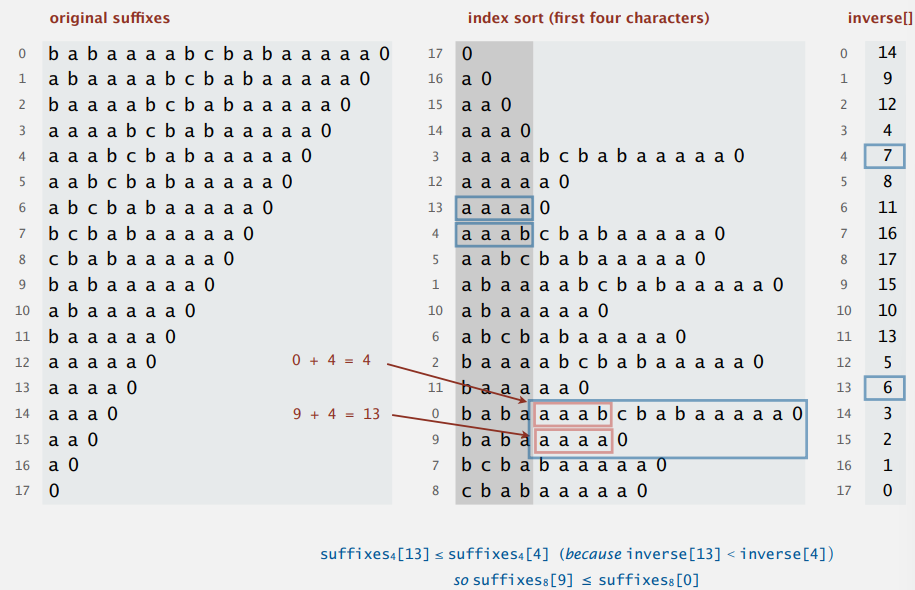 original suffixes index sort (first four characters) inverse[]
0 b a b a a a a b c b a b a a a a a 0 17 0 0 14
1 a b a a a a b c b a b a a a a a 0 16 a 0 1 9
2 b a a a a b c b a b a a a a a 0 15 a a 0 2 12
3 a a a a b c b a b a a a a a 0 14 a a a 0 3 4
4 a a a b c b a b a a a a a 0 3 a a a a b c b a b a a a a a 0 4 7
5 a a b c b a b a a a a a 0 12 a a a a a 0 5 8
6 a b c b a b a a a a a 0 13 a a a a 0 6 11
7 b c b a b a a a a a 0 4 a a a b c b a b a a a a a 0 7 16
8 c b a b a a a a a 0 5 a a b c b a b a a a a a 0 8 17
9 b a b a a a a a 0 1 a b a a a a b c b a b a a a a a 0 9 15
10 a b a a a a a 0 10 a b a a a a a 0 10 10
11 b a a a a a 0 6 a b c b a b a a a a a 0 11 13
12 a a a a a 0 0 + 4 = 4 2 b a a a a b c b a b a a a a a 0 12 5
13 a a a a 0 11 b a a a a a 0 13 6
14 a a a 0 9 + 4 = 13 0 b a b a a a a b c b a b a a a a a 0 14 3
15 a a 0 9 b a b a a a a a 0 15 2
16 a 0 7 b c b a b a a a a a 0 16 1
17 0 8 c b a b a a a a a 0 17 0
suffixes₄[13] ≤ suffixes₄[4] (because inverse[13] < inverse[4])
so suffixes₈[9] ≤ suffixes₈[0]